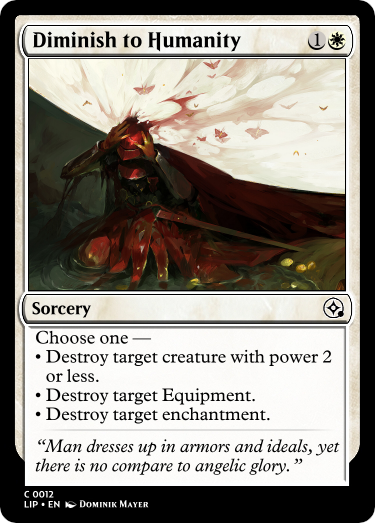 Diminish to Humanity 1
Sorcery
Choose one —
• Destroy target creature with power 2
or less.
• Destroy target Equipment.
• Destroy target enchantment.
“Man dresses up in armors and ideals, yet
there is no compare to angelic glory.”
C 0012
LIP • EN Dominik Mayer